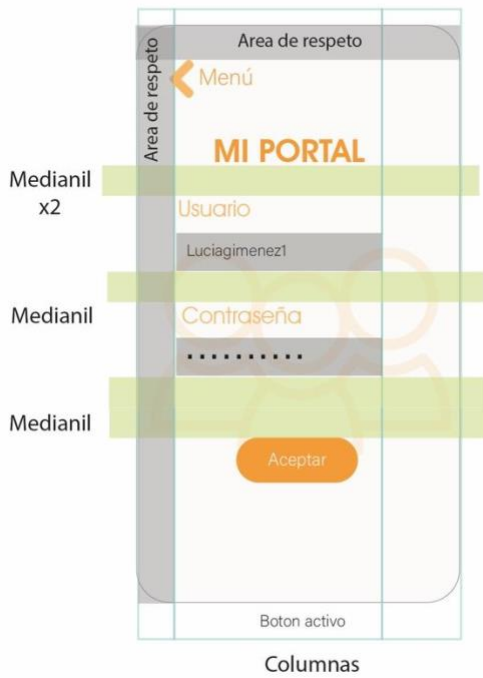 Area de respeto
Area de respeto
Menú
MI PORTAL
Medianil
x2
Usuario
Luciagimenez1
Medianil
Contraseña
Medianil
Aceptar
Boton activo
Columnas